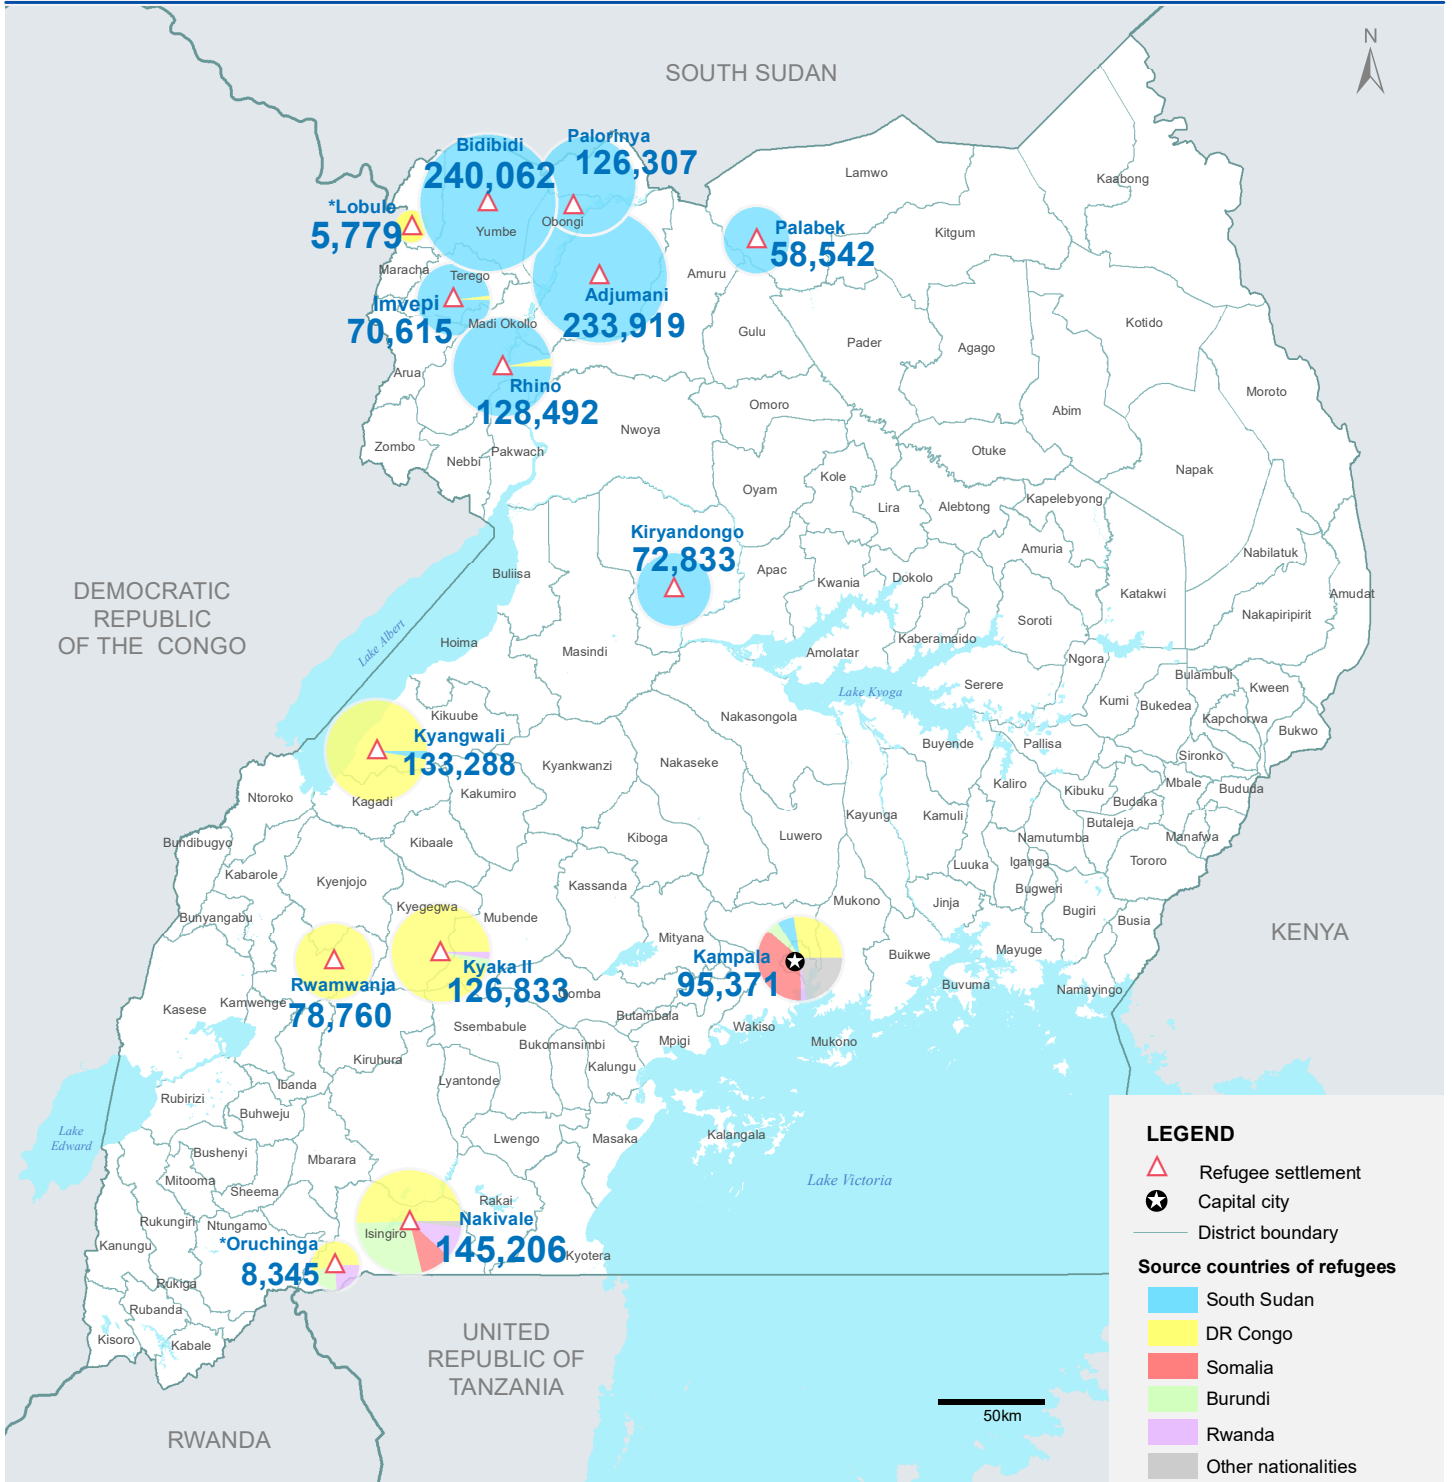 N
SOUTH SUDAN
Bidibidi
240,062
Palorinya
126,307
*Lobule
5,779
Yumbe
Obongi
Lamwo
Kaabong
Palabek
58,542
Kitgum
Maracha
Terego
Amuru
Imvepi
70,615
Adjumani
233,919
Madi Okollo
Gulu
Pader
Agago
Kotido
Arua
Rhino
128,492
Omoro
Abim
Moroto
Nwoya
Zombo
Nebbi
Pakwach
Otuke
Napak
Oyam
Kole
Lira
Alebtong
Kapelebyong
Kiryandongo
72,833
Amuria
Nabilatuk
Buliisa
Apac
Kwania
Dokolo
Katakwi
Amudat
Nakapiripirit
DEMOCRATIC
REPUBLIC
OF THE CONGO
Lake Albert
Hoima
Masindi
Amolatar
Kaberamaido
Soroti
Ngora
Lake Kyoga
Serere
Kumi
Bulambuli
Bukedea
Kween
Kapchorwa
Bukwo
Kikuube
Kyangwali
133,288
Nakasongola
Buyende
Pallisa
Sironko
Kyankwanzi
Nakaseke
Ntoroko
Kagadi
Kakumiro
Kaliro
Kibuku
Mbale
Bududa
Budaka
Kayunga
Kamuli
Butaleja
Bundibugyo
Kibaale
Kiboga
Luwero
Namutumba
Manafwa
Kabarole
Kyenjojo
Kassanda
Luuka
Iganga
Tororo
Bugweri
Bunyangabu
Kyegegwa
Mubende
Mukono
Jinja
Bugiri
Busia
Mityana
KENYA
Kyaka II
126,833
Kampala
95,371
Buikwe
Mayuge
Rwamwanja
78,760
Buvuma
Namayingo
Kasese
Kamwenge
Butambala
Wakiso
Ssembabule
Bukomansimbi
Mpigi
Mukono
Kiruhura
Kalungu
Ibanda
Lyantonde
Rubirizi
Buhweju
Lake
Edward
Lwengo
Masaka
Kalangala
Bushenyi
Mbarara
Mitooma
Sheema
Lake Victoria
Rakai
Rukungiri
Ntungamo
Isingiro
Nakivale
145,206
Kanungu
*Oruchinga
8,345
Kyotera
Rukiga
Rubanda
Kisoro
Kabale
UNITED
REPUBLIC OF
TANZANIA
RWANDA
50km
LEGEND
Refugee settlement
Capital city
District boundary
Source countries of refugees
South Sudan
DR Congo
Somalia
Burundi
Rwanda
Other nationalities